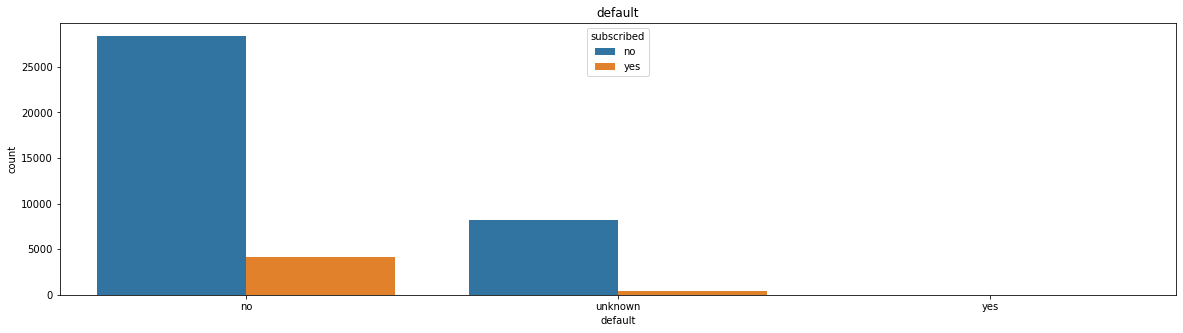 default
subscribed
no
yes
25000
20000
15000
10000
5000
0
count
no unknown yes
default